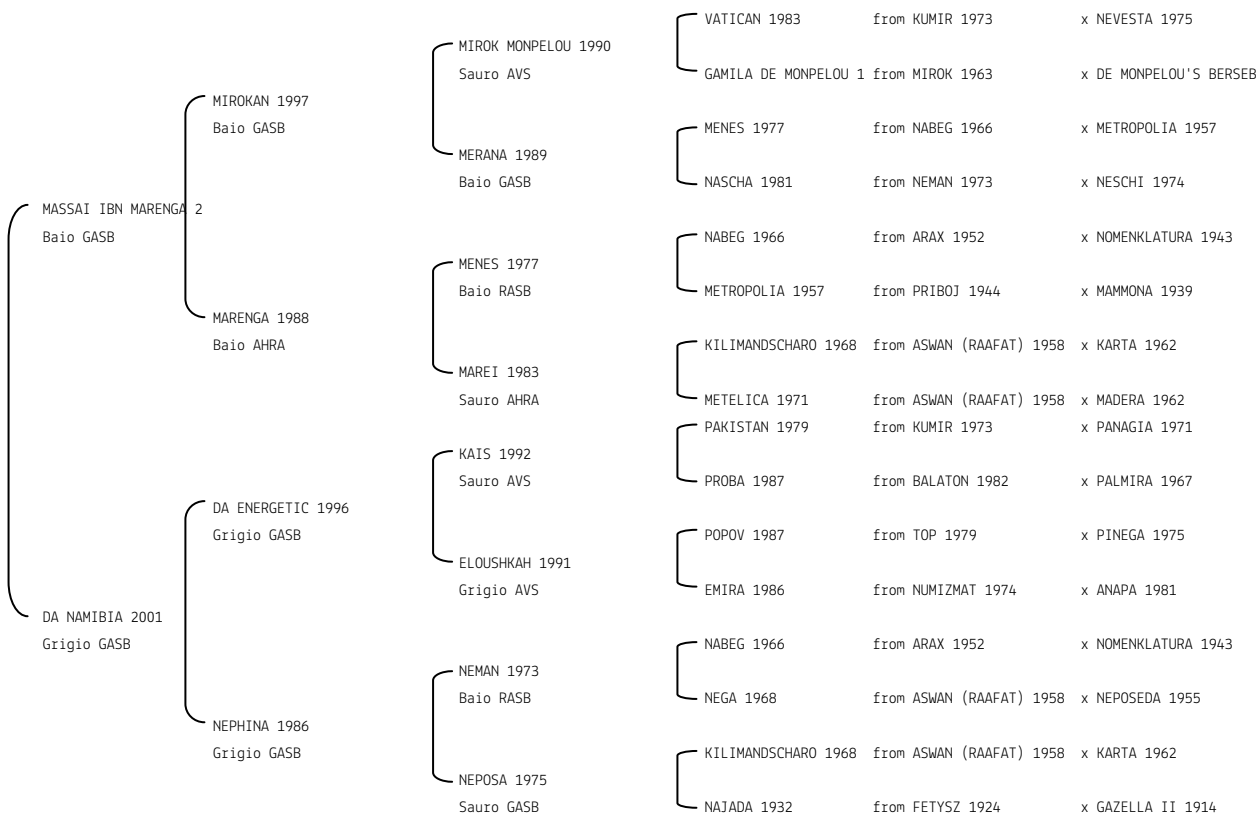 VATICAN 1983 from KUMIR 1973 x NEVESTA 1975
MIROK MONPELOU 1990
Sauro AVS
GAMILA DE MONPELOU 1 from MIROK 1963 x DE MONPELOU'S BERSEB
MIROKAN 1997
Baio GASB
MENES 1977 from NABEG 1966 x METROPOLIA 1957
MERANA 1989
Baio GASB
NASCHA 1981 from NEMAN 1973 x NESCHI 1974
MASSAI IBN MARENGA 2
Baio GASB
NABEG 1966 from ARAX 1952 x NOMENKLATURA 1943
MENES 1977
Baio RASB
METROPOLIA 1957 from PRIBOJ 1944 x MAMMONA 1939
MARENGA 1988
Baio AHRA
KILIMANDSCHARO 1968 from ASWAN (RAAFAT) 1958 x KARTA 1962
MAREI 1983
Sauro AHRA
METELICA 1971 from ASWAN (RAAFAT) 1958 x MADERA 1962
PAKISTAN 1979 from KUMIR 1973 x PANAGIA 1971
KAIS 1992
Sauro AVS
PROBA 1987 from BALATON 1982 x PALMIRA 1967
DA ENERGETIC 1996
Grigio GASB
POPOV 1987 from TOP 1979 x PINEGA 1975
ELOUSHKAH 1991
Grigio AVS
EMIRA 1986 from NUMIZMAT 1974 x ANAPA 1981
DA NAMIBIA 2001
Grigio GASB
NABEG 1966 from ARAX 1952 x NOMENKLATURA 1943
NEMAN 1973
Baio RASB
NEGA 1968 from ASWAN (RAAFAT) 1958 x NEPOSEDA 1955
NEPHINA 1986
Grigio GASB
KILIMANDSCHARO 1968 from ASWAN (RAAFAT) 1958 x KARTA 1962
NEPOSA 1975
Sauro GASB
NAJADA 1932 from FETYSZ 1924 x GAZELLA II 1914